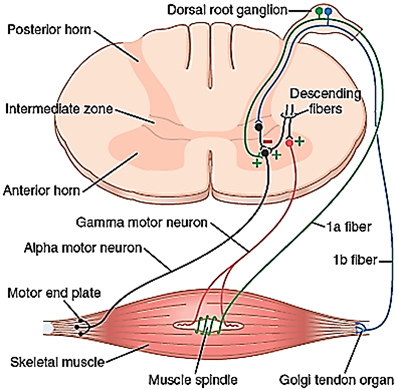 Dorsal root ganglion
Posterior horn
Descending
fibers
Intermediate zone
−
+
+
+
Anterior horn
Gamma motor neuron
Alpha motor neuron
1a fiber
1b fiber
Motor end plate
Skeletal muscle
Muscle spindle
Golgi tendon organ